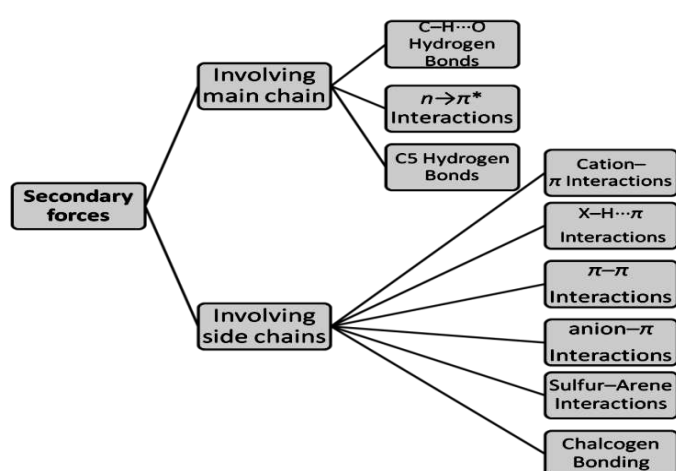 Secondary
forces
Involving
main chain
C–H···O
Hydrogen
Bonds
n→π*
Interactions
C5 Hydrogen
Bonds
Involving
side chains
Cation–
π Interactions
X–H···π
Interactions
π–π
Interactions
anion–π
Interactions
Sulfur–Arene
Interactions
Chalcogen
Bonding